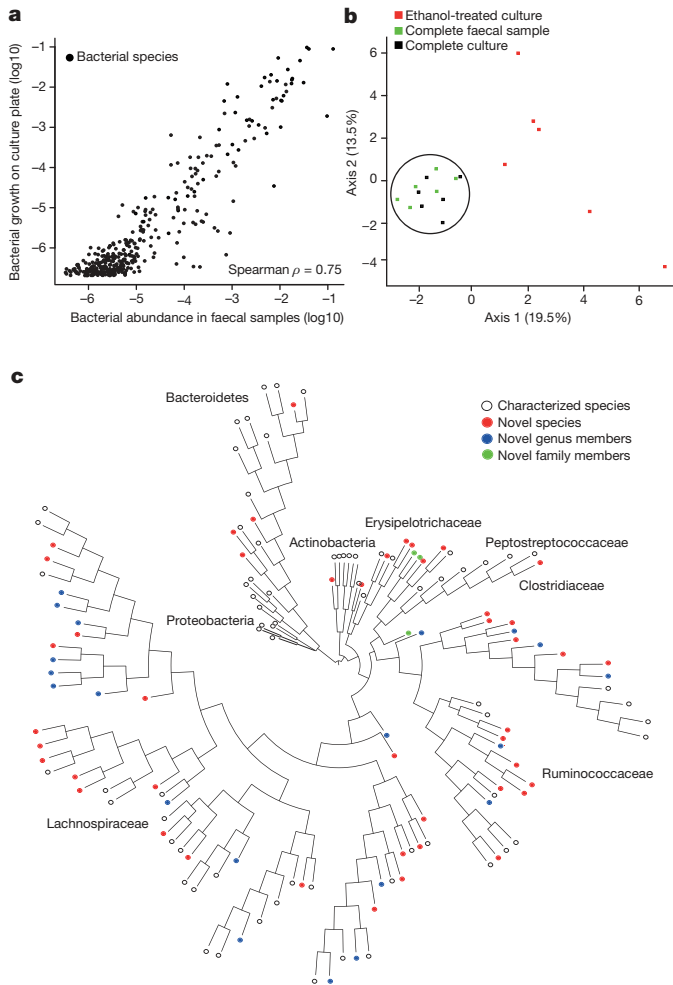 a
Bacterial growth on culture plate (log10)
−1
−2
−3
−4
−5
−6
Bacterial species
Spearman ρ = 0.75
−6
−5
−4
−3
−2
−1
Bacterial abundance in faecal samples (log10)
b
Ethanol-treated culture
Complete faecal sample
Complete culture
Axis 2 (13.5%)
6
4
2
0
−2
−4
−2
0
2
4
6
Axis 1 (19.5%)
c
Characterized species
Novel species
Novel genus members
Novel family members
Bacteroidetes
Actinobacteria
Erysipelotrichaceae
Peptostreptococcaceae
Clostridiaceae
Proteobacteria
Ruminococcaceae
Lachnospiraceae